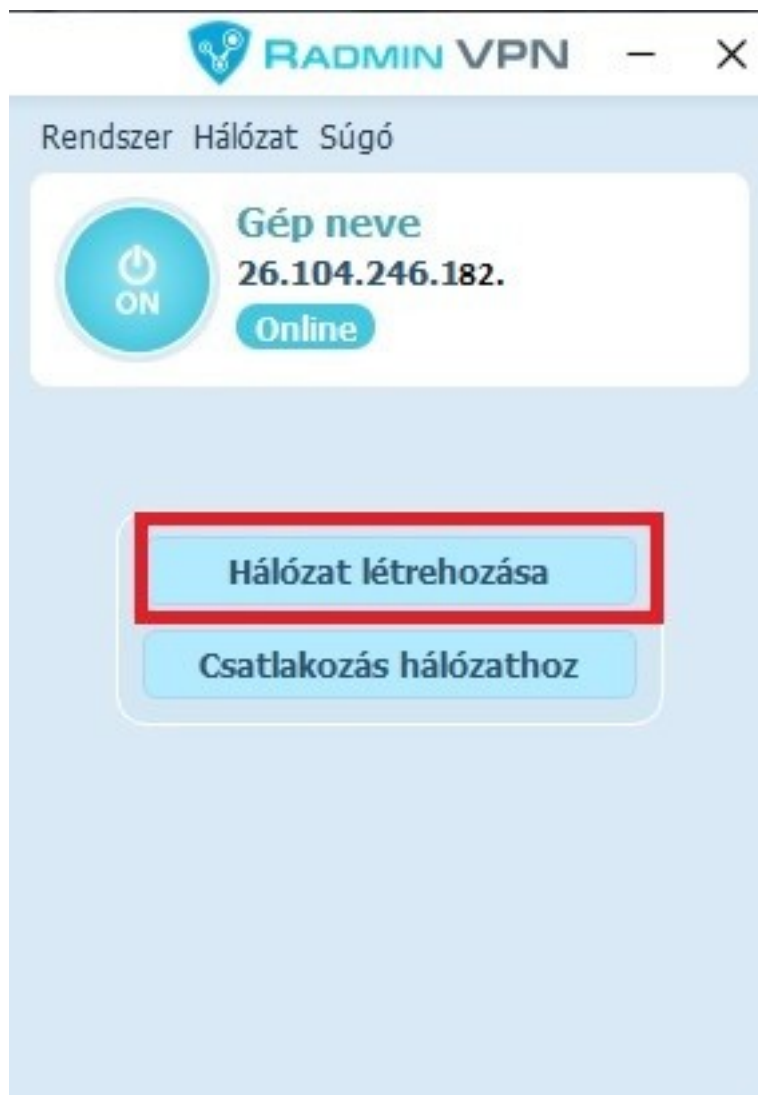 RADMIN VPN
Rendszer Hálózat Súgó
Gép neve
26.104.246.182.
ON
Online
Hálózat létrehozása
Csatlakozás hálózathoz